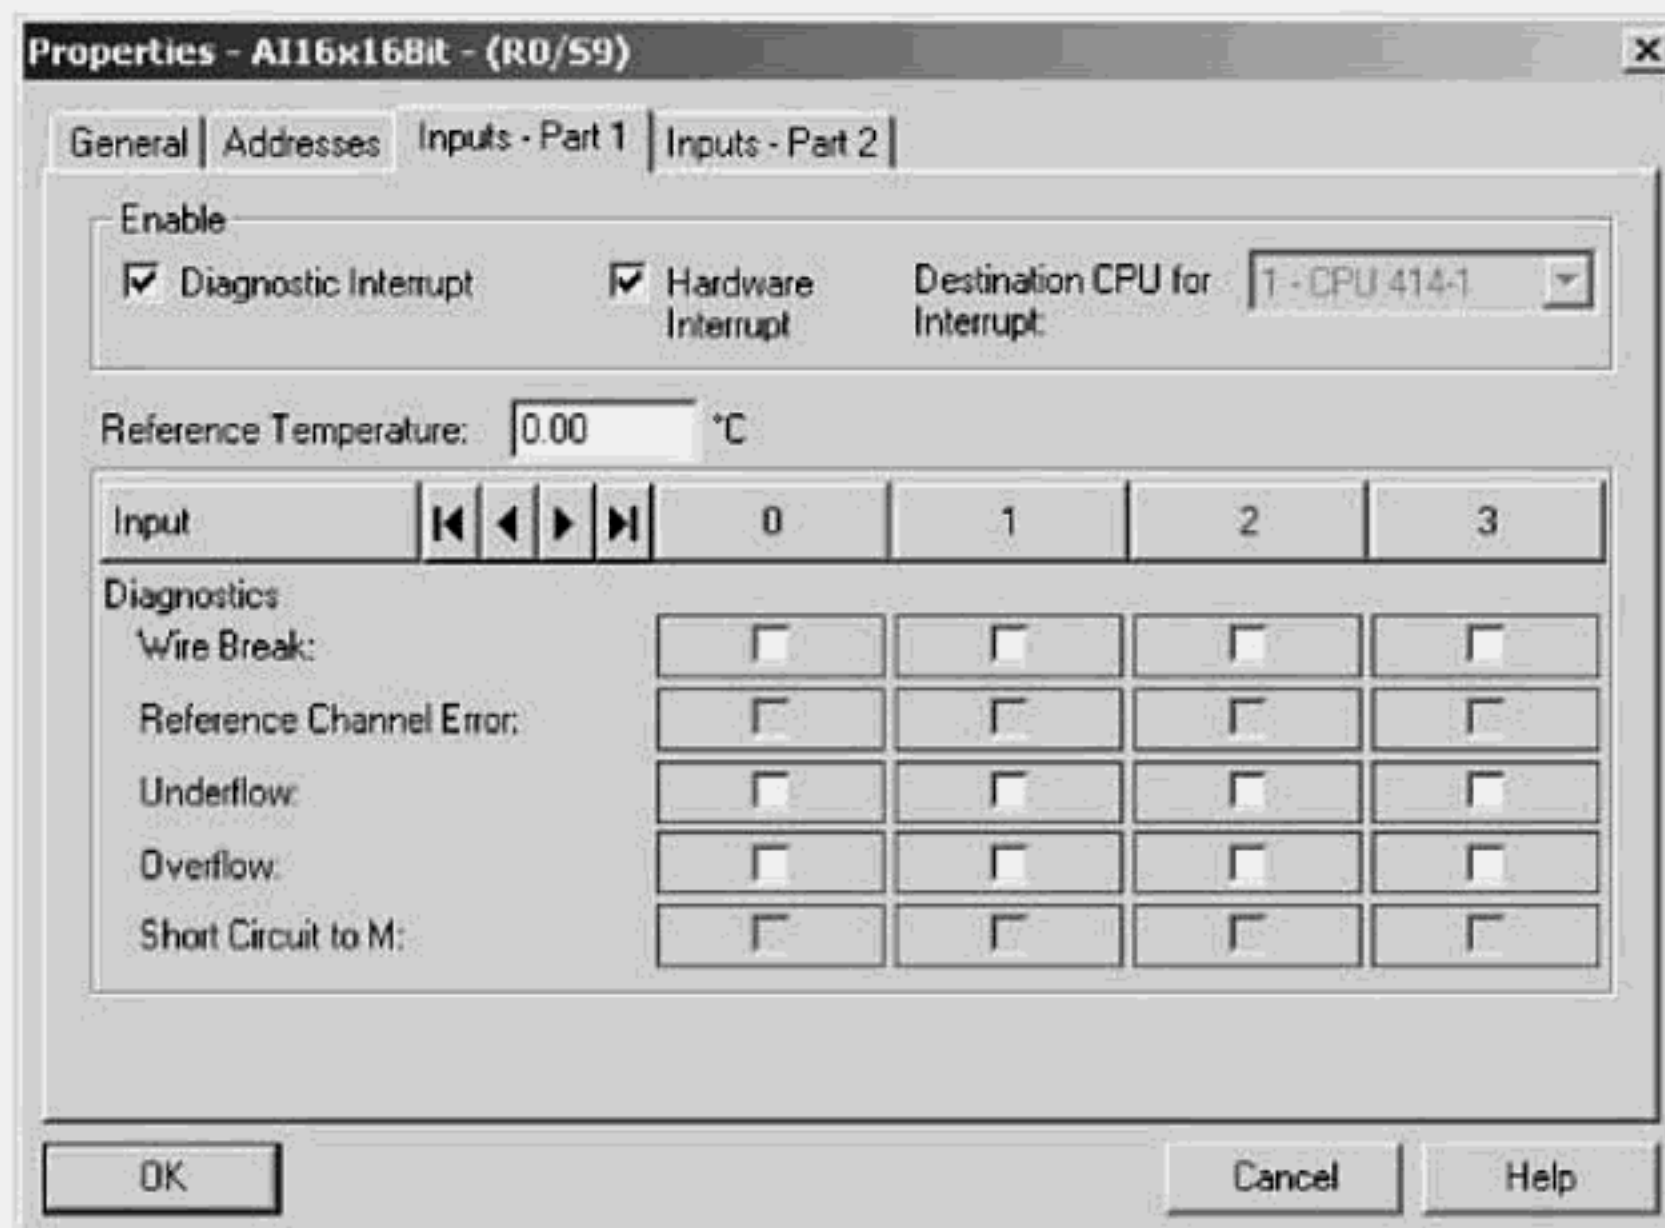 Properties - AI16x16Bit - (R0/S9)
General Addresses Inputs - Part 1 Inputs - Part 2
Enable
Diagnostic Interrupt Hardware Interrupt Destination CPU for Interrupt: 1 - CPU 414-1
Reference Temperature: 0.00 °C
Input 0 1 2 3
Diagnostics
Wire Break:
Reference Channel Error:
Underflow:
Overflow:
Short Circuit to M:
OK Cancel Help